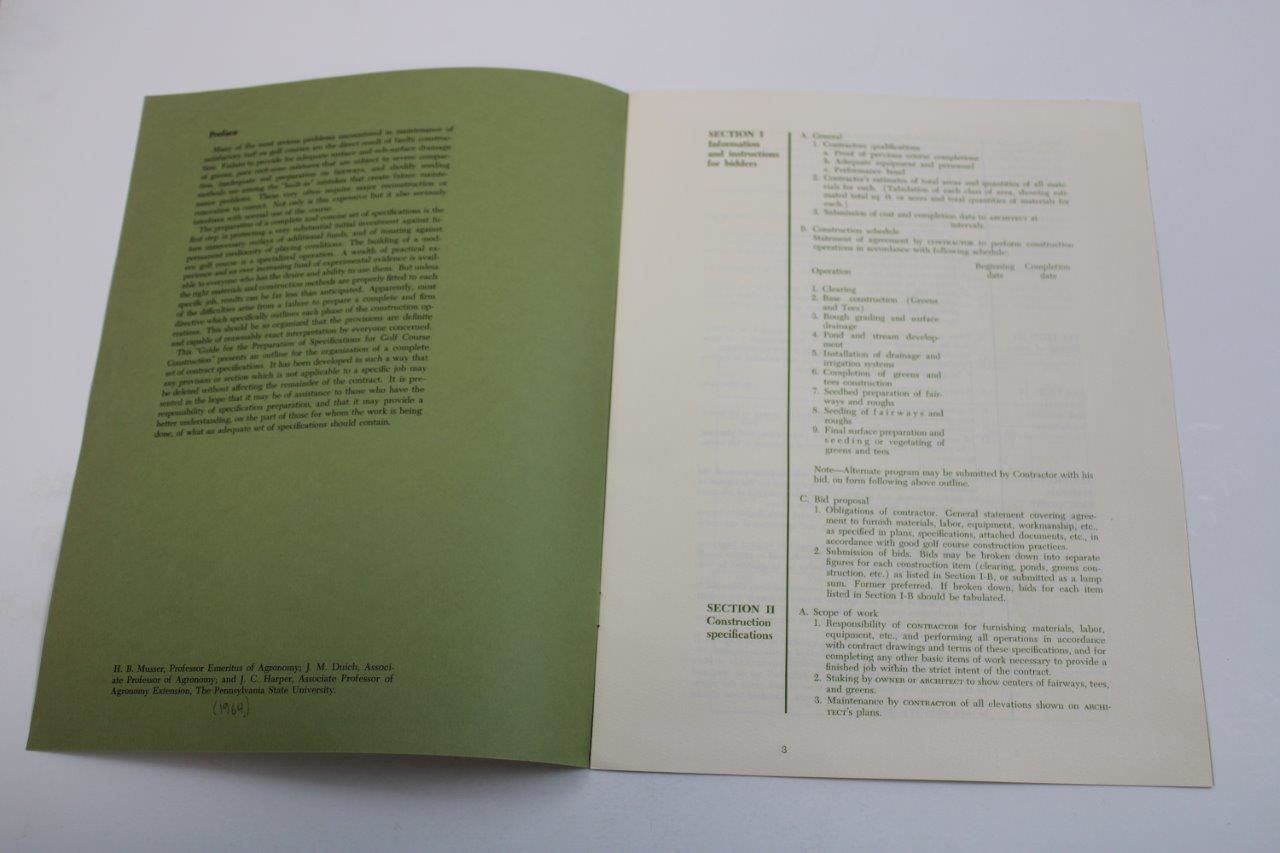 Preface
Many of the most serious problems encountered in maintenance of
satisfactory turf on golf courses are the direct result of faulty construc-
tion. Failure to provide for adequate surface and sub-surface drainage
of greens, poor root-zone mixtures that are subject to severe compac-
tion, inadequate soil preparation on fairways, and shoddy seeding
methods are among the "built-in" mistakes that create future mainte-
nance problems. These very often require major reconstruction or
renovation to correct. Not only is this expensive but it also seriously
interferes with normal use of the course.
The preparation of a complete and concise set of specifications is the
first step in protecting a very substantial initial investment against fu-
ture unnecessary outlays of additional funds, and of insuring against
permanent mediocrity of playing conditions. The building of a mod-
ern golf course is a specialized operation. A wealth of practical ex-
perience and an ever increasing fund of experimental evidence is avail-
able to everyone who has the desire and ability to use them. But unless
the right materials and construction methods are properly fitted to each
specific job, results can be far less than anticipated. Apparently, most
of the difficulties arise from a failure to prepare a complete and firm
directive which specifically outlines each phase of the construction op-
erations. This should be so organized that the provisions are definite
and capable of reasonably exact interpretation by everyone concerned.
This "Guide for the Preparation of Specifications for Golf Course
Construction" presents an outline for the organization of a complete
set of contract specifications. It has been developed in such a way that
any provision or section which is not applicable to a specific job may
be deleted without affecting the remainder of the contract. It is pre-
sented in the hope that it may be of assistance to those who have the
responsibility of specification preparation, and that it may provide a
better understanding, on the part of those for whom the work is being
done, of what an adequate set of specifications should contain.
H. B. Musser, Professor Emeritus of Agronomy; J. M. Duich, Associ-
ate Professor of Agronomy; and J. C. Harper, Associate Professor of
Agronomy Extension, The Pennsylvania State University.
(1964)
SECTION I
Information
and instructions
for bidders
A. General
1. Contractors qualifications
a. Proof of previous course completions
b. Adequate equipment and personnel
c. Performance bond
2. Contractor's estimates of total areas and quantities of all mate-
rials for each. (Tabulation of each class of area, showing esti-
mated total sq. ft. or acres and total quantities of materials for
each.)
3. Submission of cost and completion data to ARCHITECT at
intervals.
B. Construction schedule
Statement of agreement by CONTRACTOR to perform construction
operations in accordance with following schedule:
Operation Beginning date Completion date
1. Clearing
2. Base construction (Greens
and Tees)
3. Rough grading and surface
drainage
4. Pond and stream develop-
ment
5. Installation of drainage and
irrigation systems
6. Completion of greens and
tees construction
7. Seedbed preparation of fair-
ways and roughs
8. Seeding of fairways and
roughs
9. Final surface preparation and
seeding or vegetating of
greens and tees
Note—Alternate program may be submitted by Contractor with his
bid, on form following above outline.
C. Bid proposal
1. Obligations of contractor. General statement covering agree-
ment to furnish materials, labor, equipment, workmanship, etc.,
as specified in plans, specifications, attached documents, etc., in
accordance with good golf course construction practices.
2. Submission of bids. Bids may be broken down into separate
figures for each construction item (clearing, ponds, greens con-
struction, etc.) as listed in Section I-B, or submitted as a lump
sum. Former preferred. If broken down, bids for each item
listed in Section I-B should be tabulated.
SECTION II
Construction
specifications
A. Scope of work
1. Responsibility of CONTRACTOR for furnishing materials, labor,
equipment, etc., and performing all operations in accordance
with contract drawings and terms of these specifications, and for
completing any other basic items of work necessary to provide a
finished job within the strict intent of the contract.
2. Staking by OWNER or ARCHITECT to show centers of fairways, tees,
and greens.
3. Maintenance by CONTRACTOR of all elevations shown on ARCHI-
TECT's plans.
3